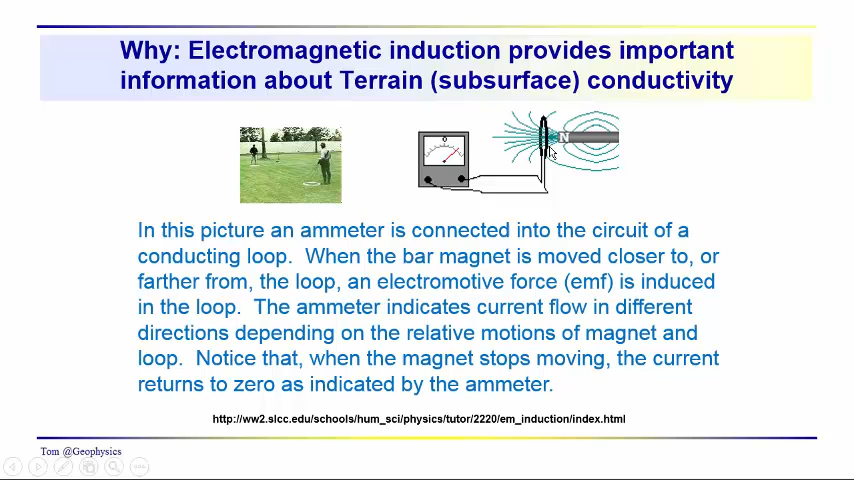 Why: Electromagnetic induction provides important
information about Terrain (subsurface) conductivity
0
N
In this picture an ammeter is connected into the circuit of a
conducting loop. When the bar magnet is moved closer to, or
farther from, the loop, an electromotive force (emf) is induced
in the loop. The ammeter indicates current flow in different
directions depending on the relative motions of magnet and
loop. Notice that, when the magnet stops moving, the current
returns to zero as indicated by the ammeter.
http://ww2.slcc.edu/schools/hum_sci/physics/tutor/2220/em_induction/index.html
Tom @Geophysics